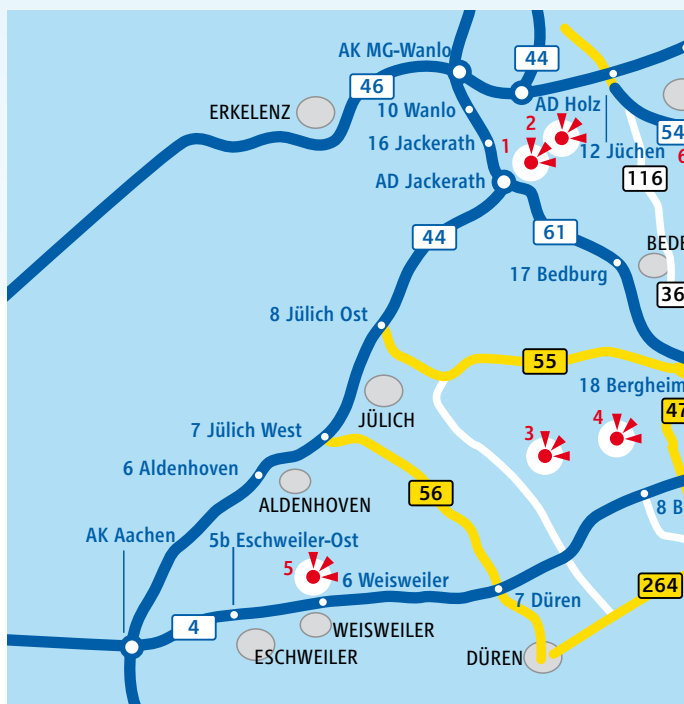 AK MG-Wanlo
44
46
ERKELENZ
10 Wanlo
AD Holz
2
54
1
16 Jackerath
12 Jüchen
6
AD Jackerath
116
44
61
BEDE
17 Bedburg
36
8 Jülich Ost
55
18 Bergheim
JÜLICH
47
4
7 Jülich West
3
6 Aldenhoven
56
ALDENHOVEN
8 B
AK Aachen
5b Eschweiler-Ost
5
6 Weisweiler
264
7 Düren
4
WEISWEILER
ESCHWEILER
DÜREN